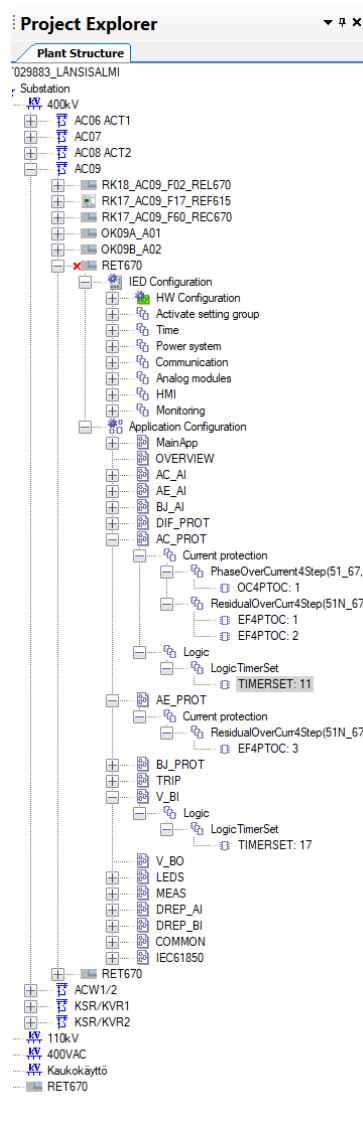 Project Explorer
Plant Structure
029883_LÄNSISALMI
Substation
400kV
AC06 ACT1
AC07
AC08 ACT2
AC09
RK18_AC09_F02_REL670
RK17_AC09_F17_REF615
RK17_AC09_F60_REC670
OK09A_A01
OK09B_A02
RET670
IED Configuration
HW Configuration
Activate setting group
Time
Power system
Communication
Analog modules
HMI
Monitoring
Application Configuration
MainApp
OVERVIEW
AC_AI
AE_AI
BJ_AI
DIF_PROT
AC_PROT
Current protection
PhaseOverCurrent4Step(51_67,
OC4PTOC: 1
ResidualOverCurr4Step(51N_67
EF4PTOC: 1
EF4PTOC: 2
Logic
LogicTimerSet
TIMERSET: 11
AE_PROT
Current protection
ResidualOverCurr4Step(51N_67
EF4PTOC: 3
BJ_PROT
TRIP
V_BI
Logic
LogicTimerSet
TIMERSET: 17
V_BO
LEDS
MEAS
DREP_AI
DREP_BI
COMMON
IEC61850
RET670
ACW1/2
KSR/KVR1
KSR/KVR2
110kV
400VAC
Kaukokäyttö
RET670